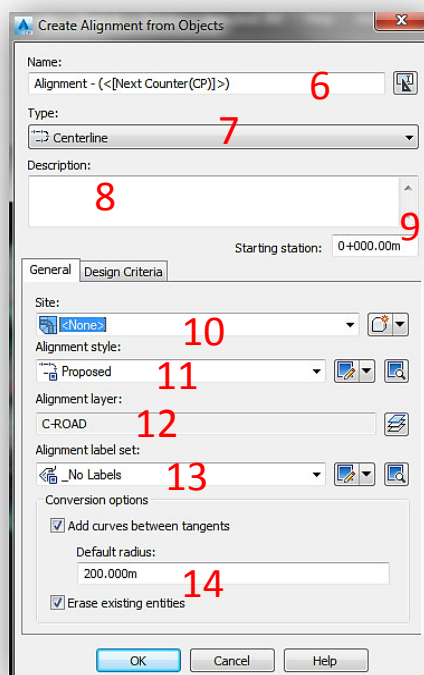 Create Alignment from Objects
Name:
Alignment - (<[Next Counter(CP)]>)
6
Type:
Centerline
7
Description:
8
9
Starting station: 0+000.00m
General Design Criteria
Site:
<None>
10
Alignment style:
Proposed
11
Alignment layer:
C-ROAD
12
Alignment label set:
_No Labels
13
Conversion options
Add curves between tangents
Default radius:
200.000m
14
Erase existing entities
OK Cancel Help